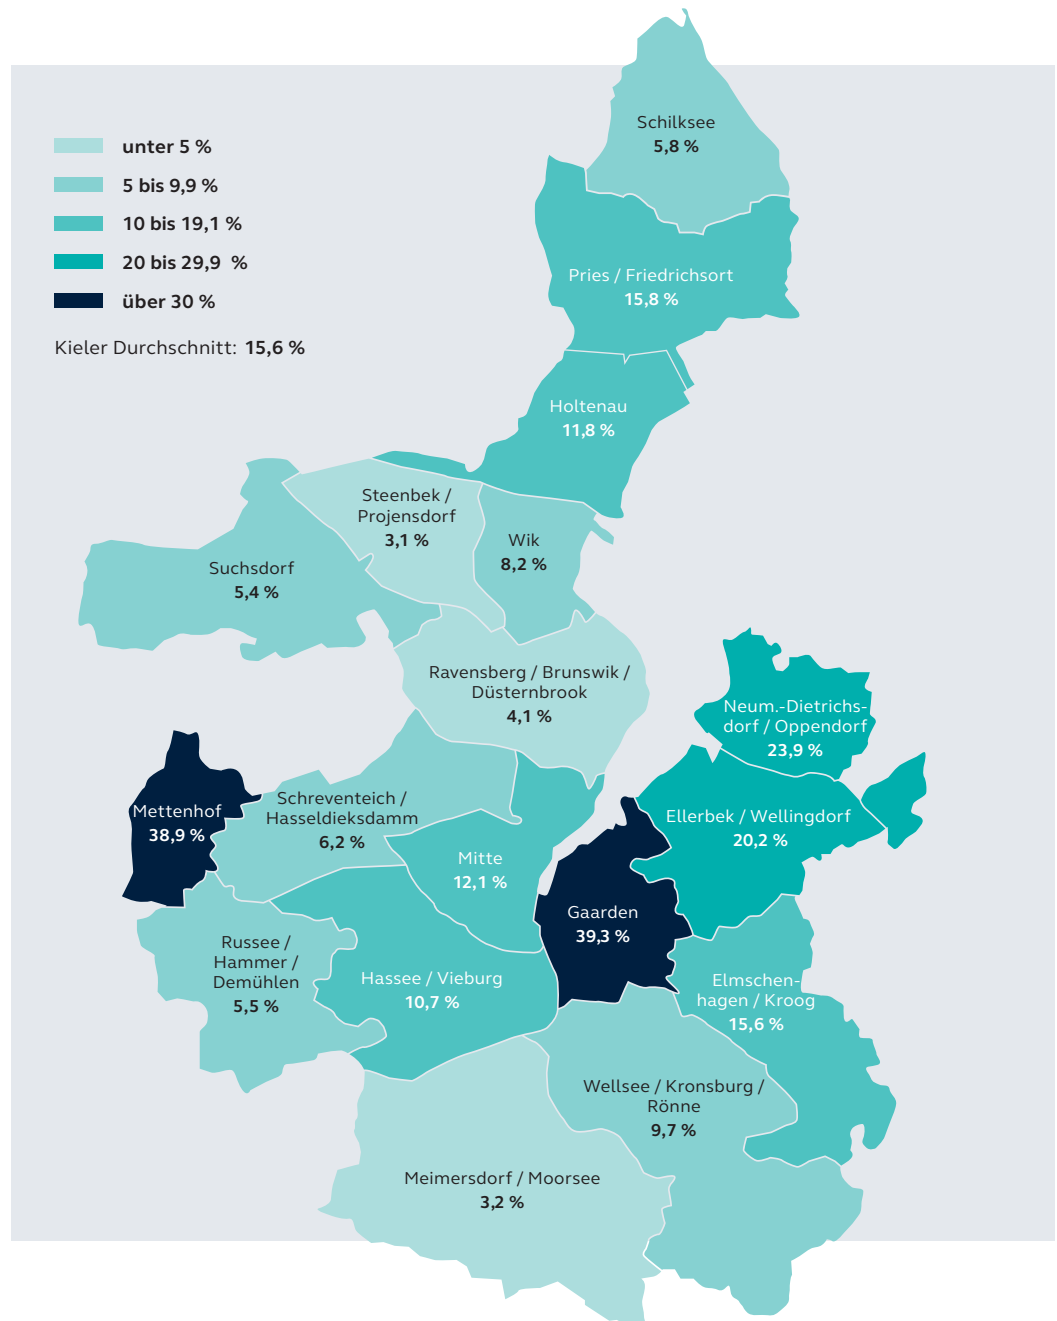 unter 5 %
5 bis 9,9 %
10 bis 19,1 %
20 bis 29,9 %
über 30 %
Kieler Durchschnitt: 15,6 %
Schilksee
5,8 %
Pries / Friedrichsort
15,8 %
Holtenau
11,8 %
Steenbek /
Projensdorf
3,1 %
Wik
8,2 %
Suchsdorf
5,4 %
Ravensberg / Brunswik /
Düsternbrook
4,1 %
Neum.-Dietrichs-
dorf / Oppendorf
23,9 %
Mettenhof
38,9 %
Schreventeich /
Hasseldieksdamm
6,2 %
Ellerbek / Wellingdorf
20,2 %
Mitte
12,1 %
Gaarden
39,3 %
Russee /
Hammer /
Demühlen
5,5 %
Hassee / Vieburg
10,7 %
Elmschen-
hagen / Kroog
15,6 %
Wellsee / Kronsburg /
Rönne
9,7 %
Meimersdorf / Moorsee
3,2 %